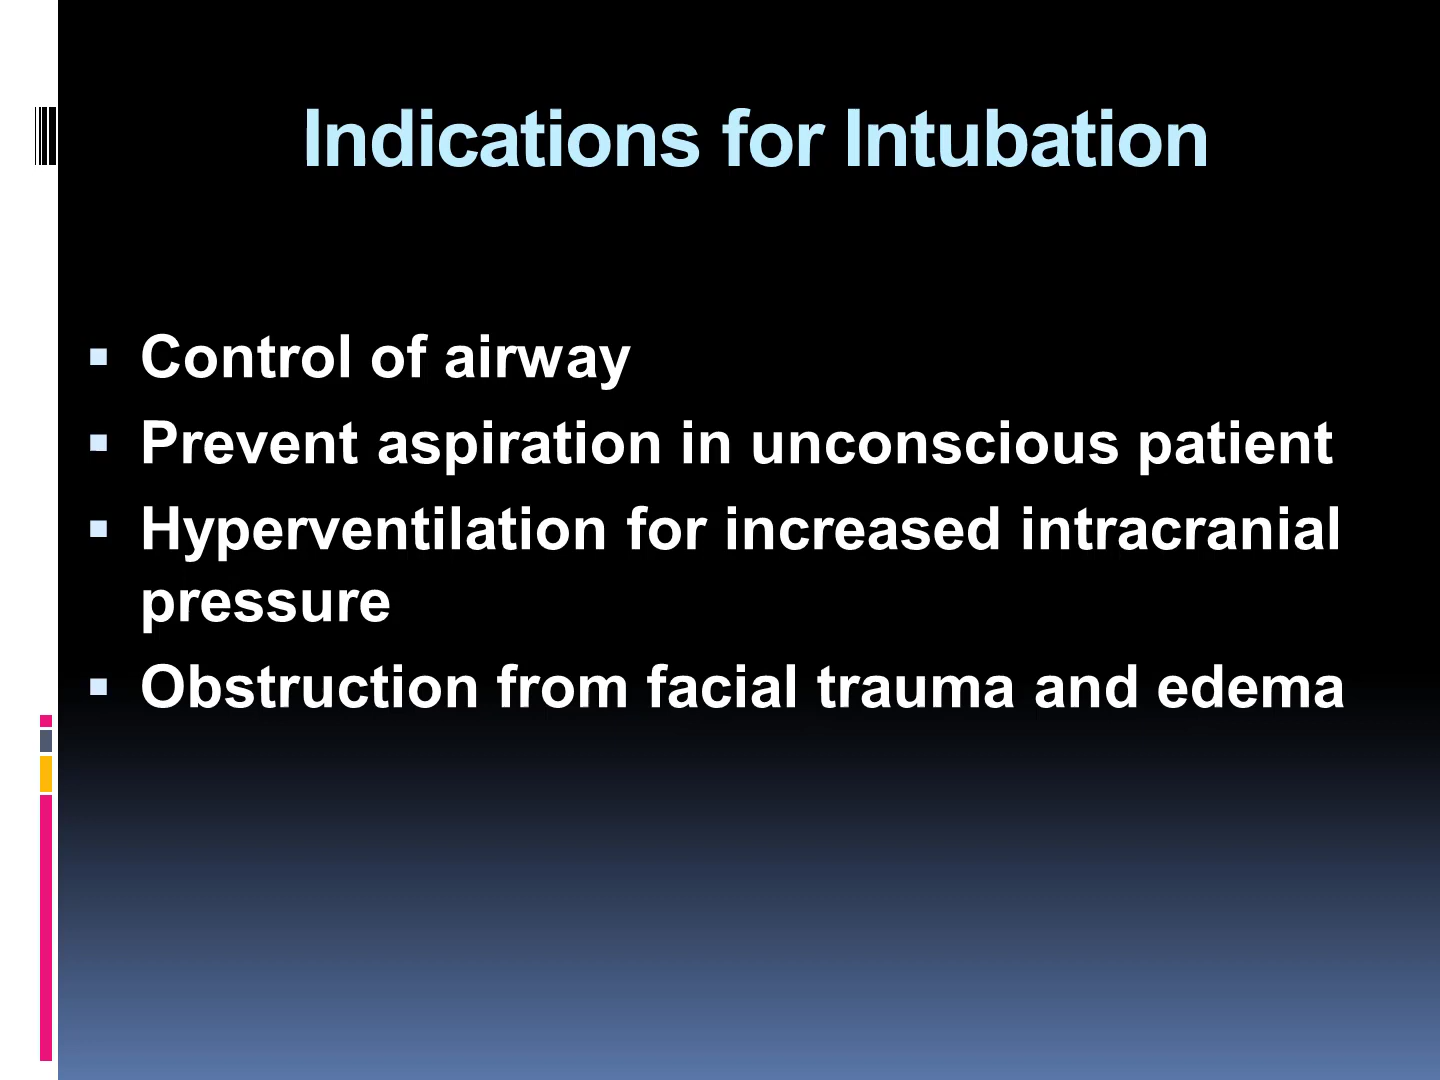 Indications for Intubation
▪ Control of airway
▪ Prevent aspiration in unconscious patient
▪ Hyperventilation for increased intracranial
pressure
▪ Obstruction from facial trauma and edema